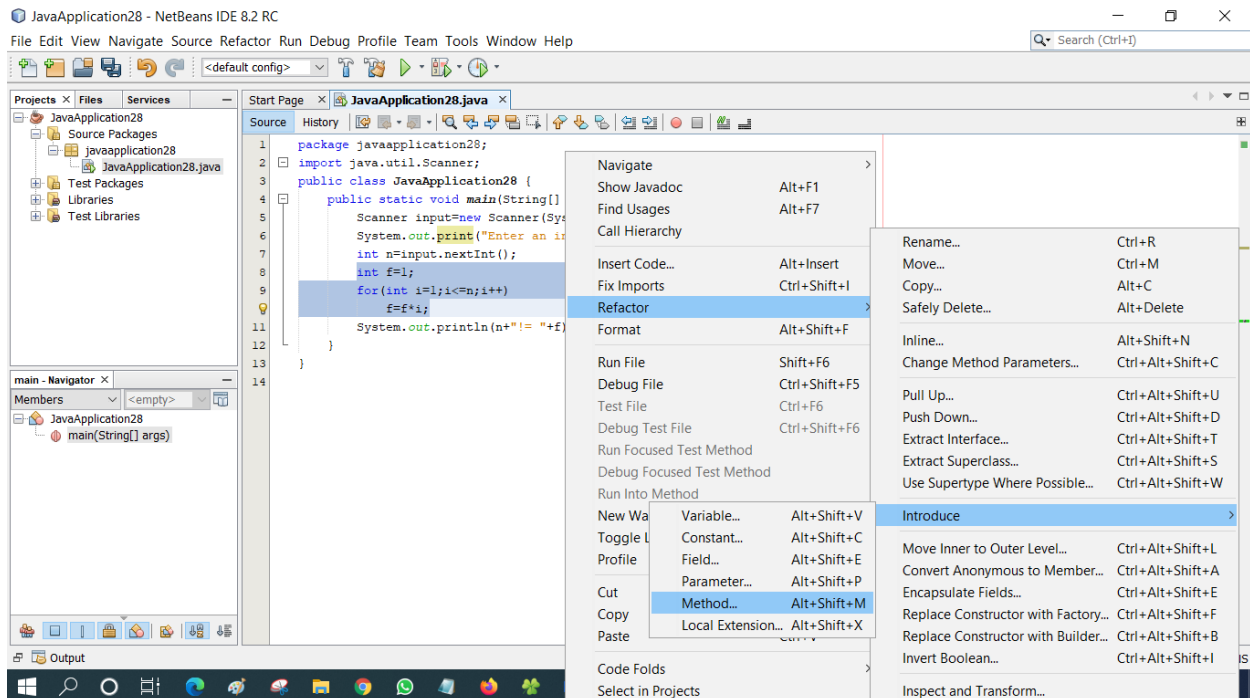 JavaApplication28 - NetBeans IDE 8.2 RC
File Edit View Navigate Source Refactor Run Debug Profile Team Tools Window Help
Search (Ctrl+I)
<default config>
Projects Files Services
Start Page JavaApplication28.java
JavaApplication28
Source Packages
javaapplication28
JavaApplication28.java
Test Packages
Libraries
Test Libraries
Source History
1 package javaapplication28;
2 import java.util.Scanner;
3 public class JavaApplication28 {
4 public static void main(String[]
5 Scanner input=new Scanner(Sys
6 System.out.print("Enter an in
7 int n=input.nextInt();
8 int f=1;
9 for(int i=1;i<=n;i++)
f=f*i;
11 System.out.println(n+"!= "+f)
12 }
13 }
14
main - Navigator
Members <empty>
JavaApplication28
main(String[] args)
Output
Navigate
Show Javadoc Alt+F1
Find Usages Alt+F7
Call Hierarchy
Insert Code... Alt+Insert
Fix Imports Ctrl+Shift+I
Refactor
Format Alt+Shift+F
Run File Shift+F6
Debug File Ctrl+Shift+F5
Test File Ctrl+F6
Debug Test File Ctrl+Shift+F6
Run Focused Test Method
Debug Focused Test Method
Run Into Method
New Wa
Toggle L
Profile
Cut
Copy
Paste
Code Folds
Select in Projects
Rename... Ctrl+R
Move... Ctrl+M
Copy... Alt+C
Safely Delete... Alt+Delete
Inline... Alt+Shift+N
Change Method Parameters... Ctrl+Alt+Shift+C
Pull Up... Ctrl+Alt+Shift+U
Push Down... Ctrl+Alt+Shift+D
Extract Interface... Ctrl+Alt+Shift+T
Extract Superclass... Ctrl+Alt+Shift+S
Use Supertype Where Possible... Ctrl+Alt+Shift+W
Introduce
Move Inner to Outer Level... Ctrl+Alt+Shift+L
Convert Anonymous to Member... Ctrl+Alt+Shift+A
Encapsulate Fields... Ctrl+Alt+Shift+E
Replace Constructor with Factory... Ctrl+Alt+Shift+F
Replace Constructor with Builder... Ctrl+Alt+Shift+B
Invert Boolean... Ctrl+Alt+Shift+I
Inspect and Transform...
Variable... Alt+Shift+V
Constant... Alt+Shift+C
Field... Alt+Shift+E
Parameter... Alt+Shift+P
Method... Alt+Shift+M
Local Extension... Alt+Shift+X